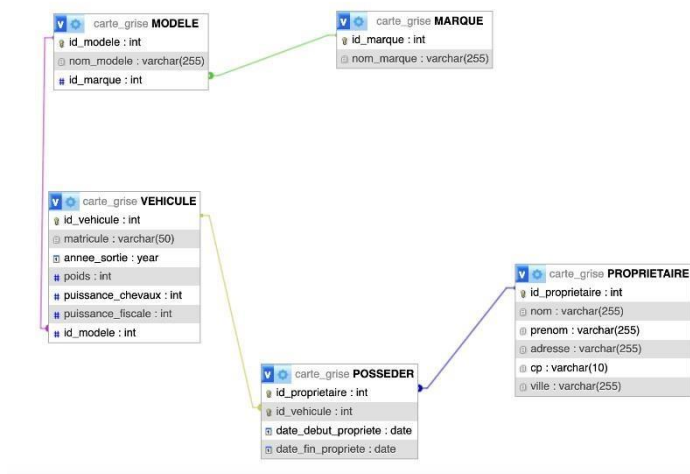 carte_grise MODELE
id_modele : int
nom_modele : varchar(255)
# id_marque : int
carte_grise MARQUE
id_marque : int
nom_marque : varchar(255)
v carte_grise VEHICULE
id_vehicule : int
matricule : varchar(50)
annee_sortie : year
# poids : int
# puissance_chevaux : int
# puissance_fiscale : int
# id_modele : int
v carte_grise PROPRIETAIRE
id_proprietaire : int
nom : varchar(255)
prenom : varchar(255)
adresse : varchar(255)
cp : varchar(10)
ville : varchar(255)
v carte_grise POSSEDER
id_proprietaire : int
id_vehicule : int
date_debut_propriete : date
date_fin_propriete : date